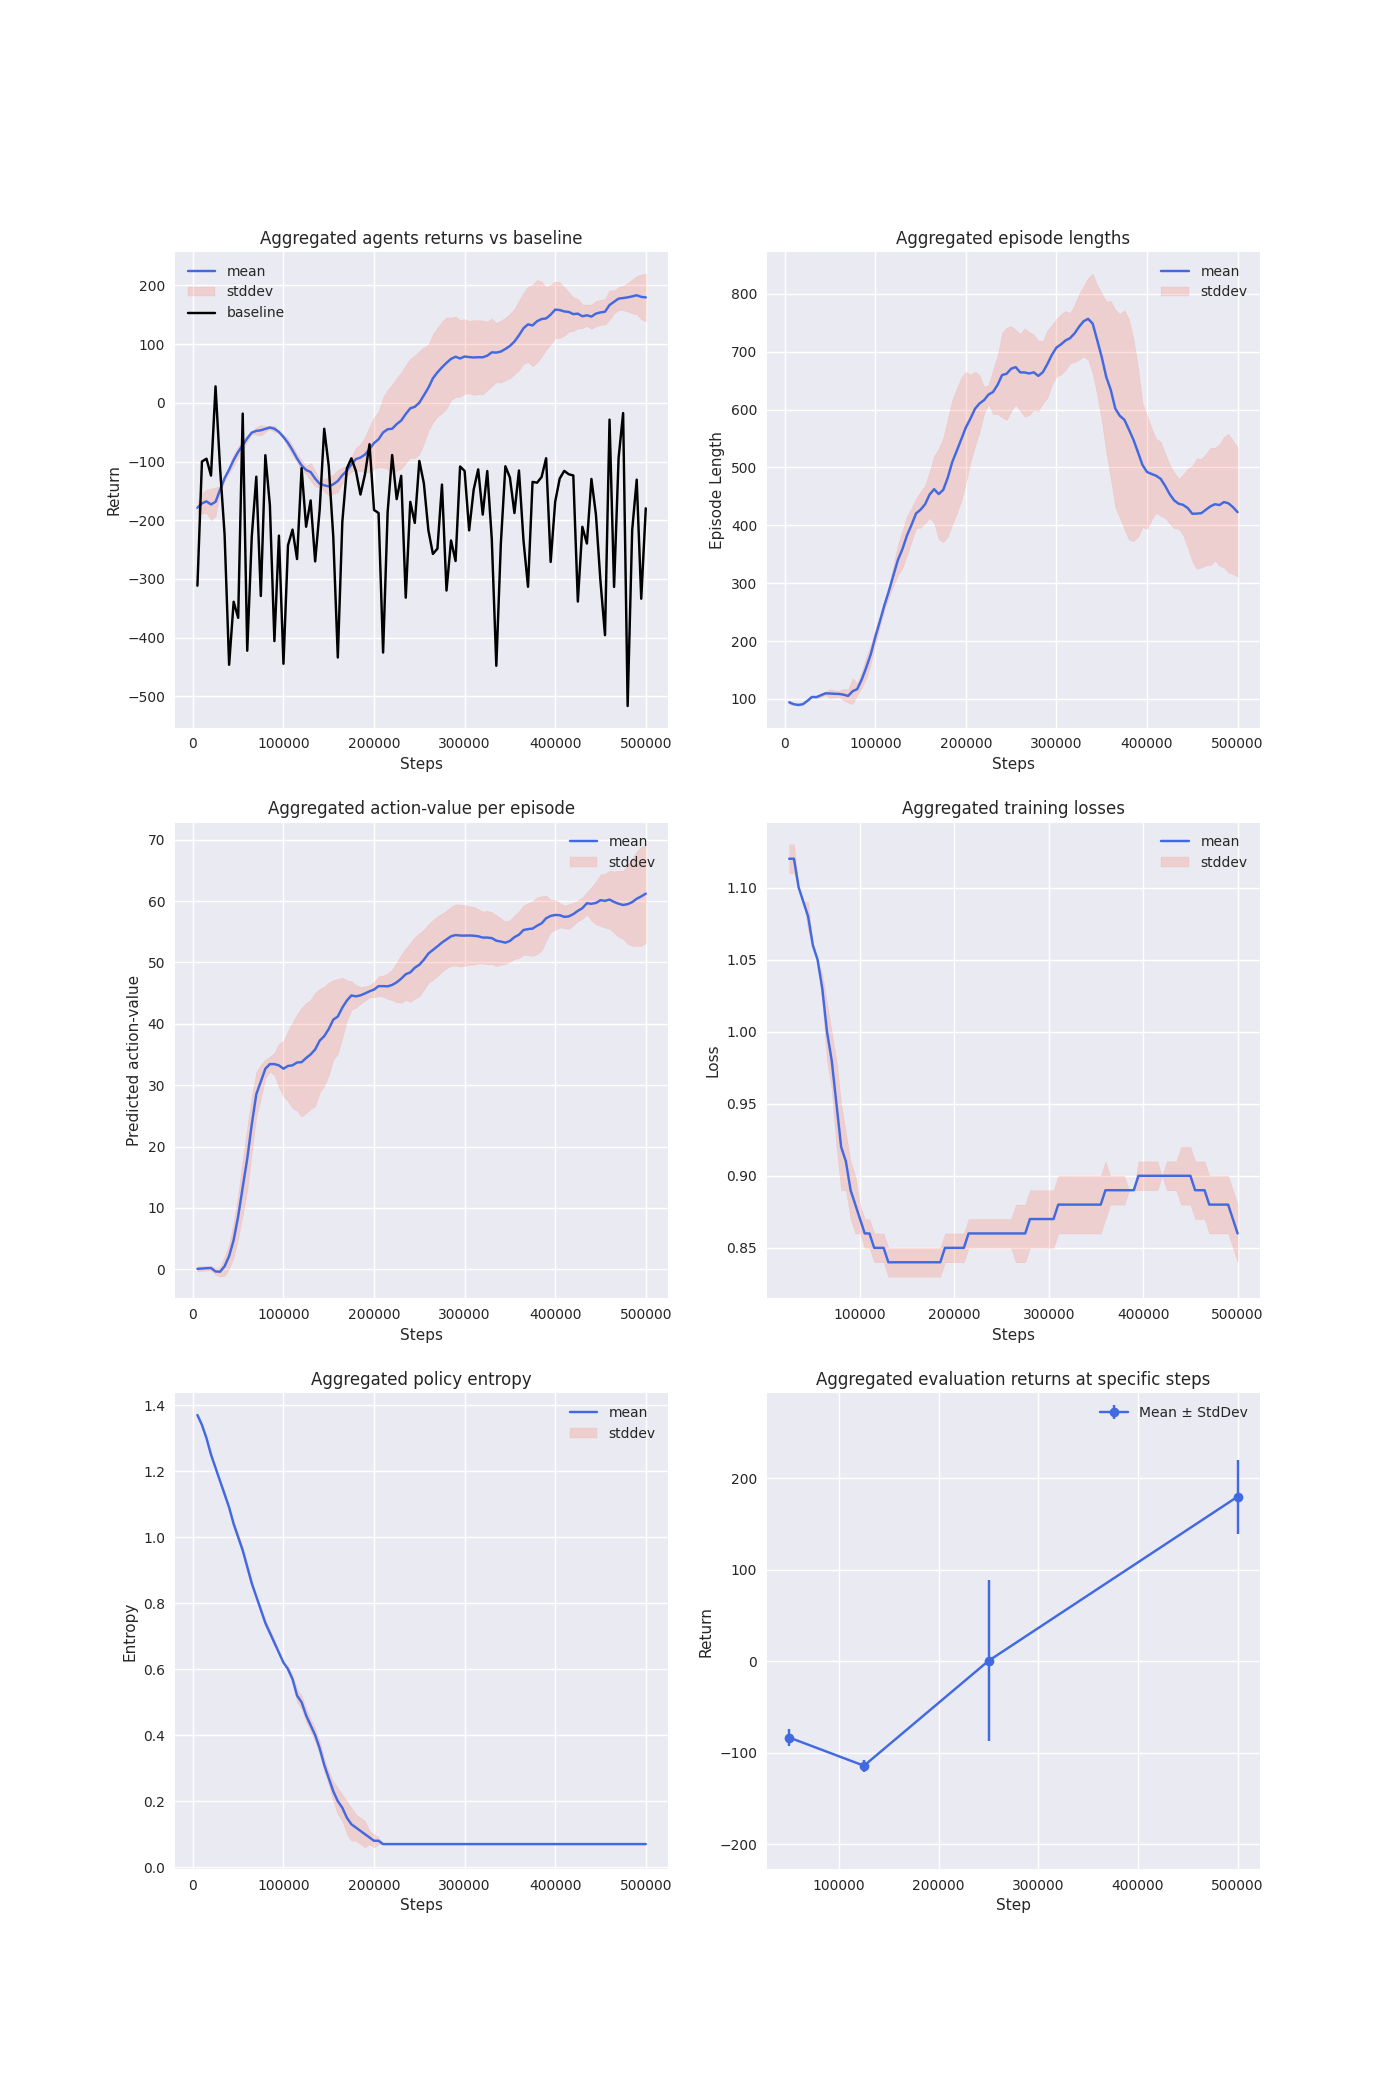 Aggregated agents returns vs baseline
mean
stddev
baseline
200
100
0
−100
−200
−300
−400
−500
Return
0 100000 200000 300000 400000 500000
Steps
Aggregated episode lengths
mean
stddev
800
700
600
500
400
300
200
100
Episode Length
0 100000 200000 300000 400000 500000
Steps
Aggregated action-value per episode
mean
stddev
70
60
50
40
30
20
10
0
Predicted action-value
0 100000 200000 300000 400000 500000
Steps
Aggregated training losses
mean
stddev
1.10
1.05
1.00
0.95
0.90
0.85
Loss
100000 200000 300000 400000 500000
Steps
Aggregated policy entropy
mean
stddev
1.4
1.2
1.0
0.8
0.6
0.4
0.2
0.0
Entropy
0 100000 200000 300000 400000 500000
Steps
Aggregated evaluation returns at specific steps
Mean ± StdDev
200
100
0
−100
−200
Return
100000 200000 300000 400000 500000
Step